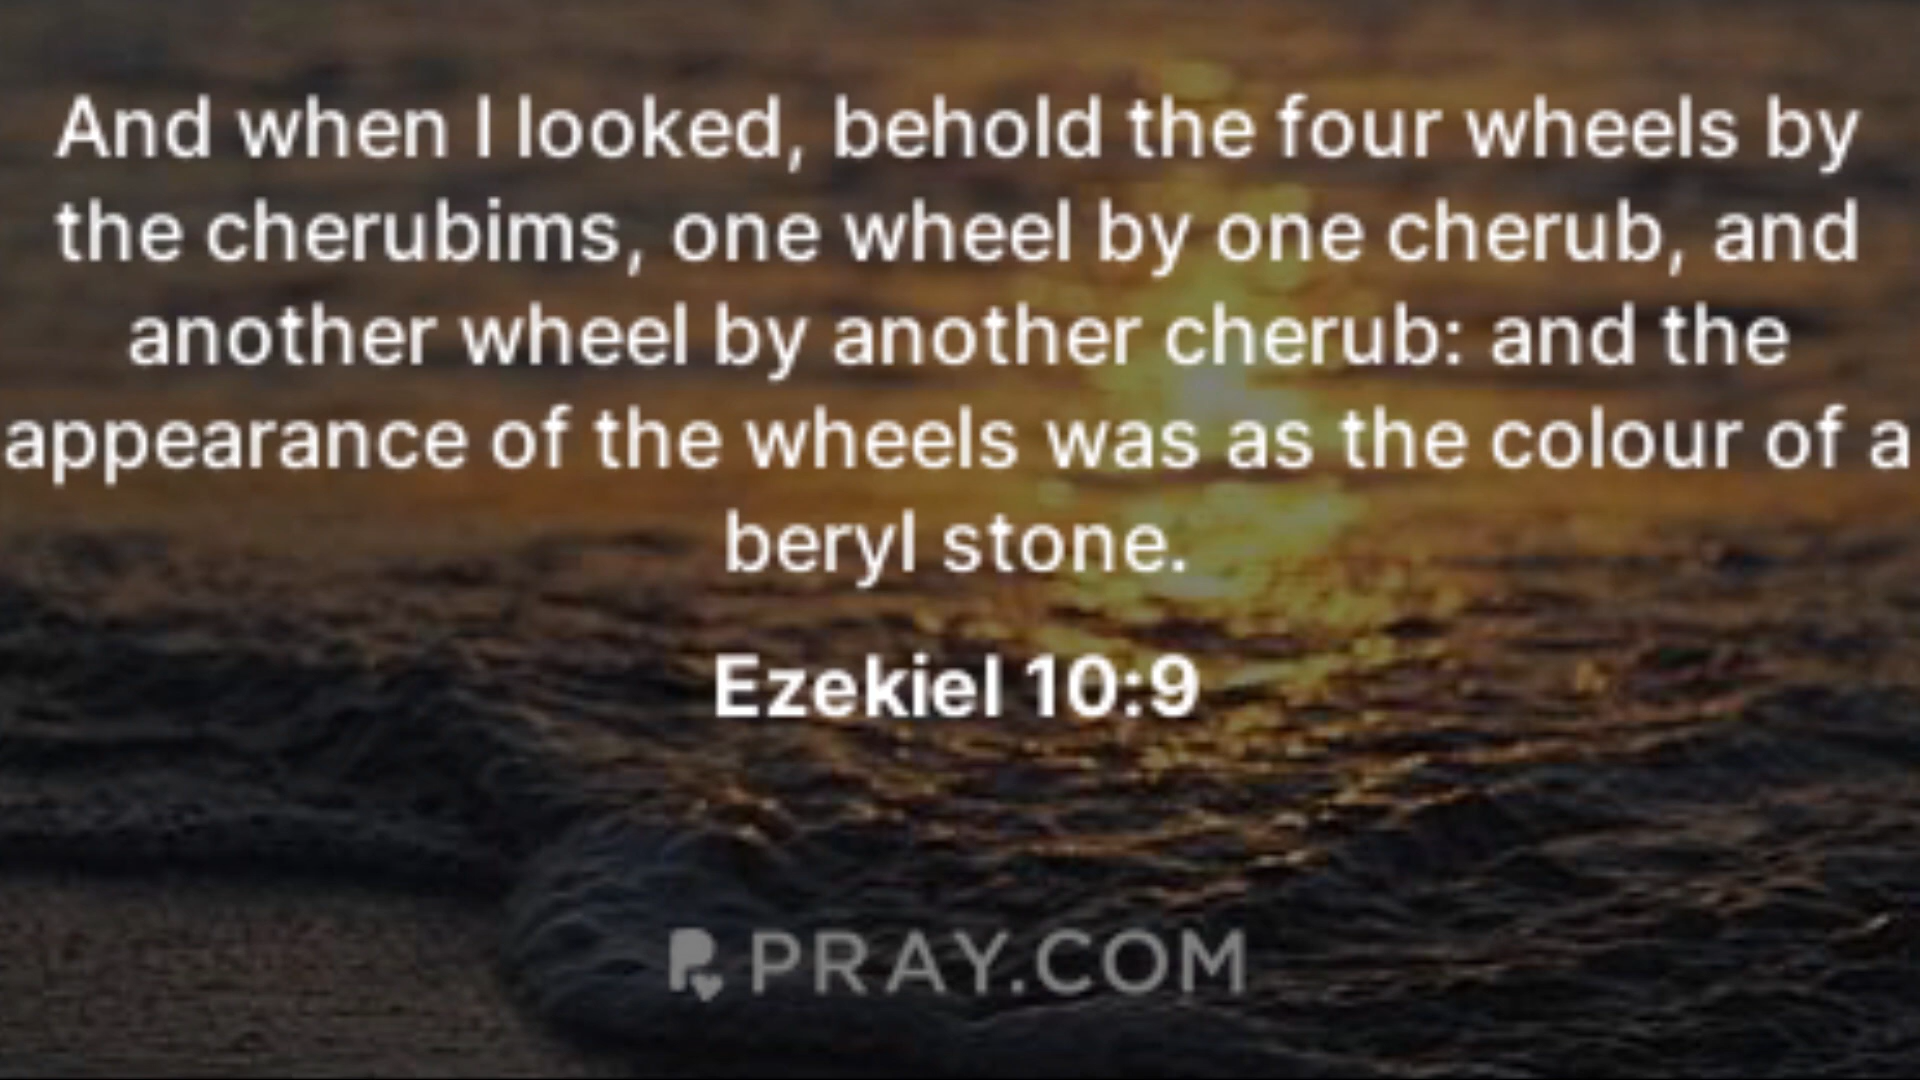 And when I looked, behold the four wheels by
the cherubims, one wheel by one cherub, and
another wheel by another cherub: and the
appearance of the wheels was as the colour of a
beryl stone.
Ezekiel 10:9
PRAY.COM